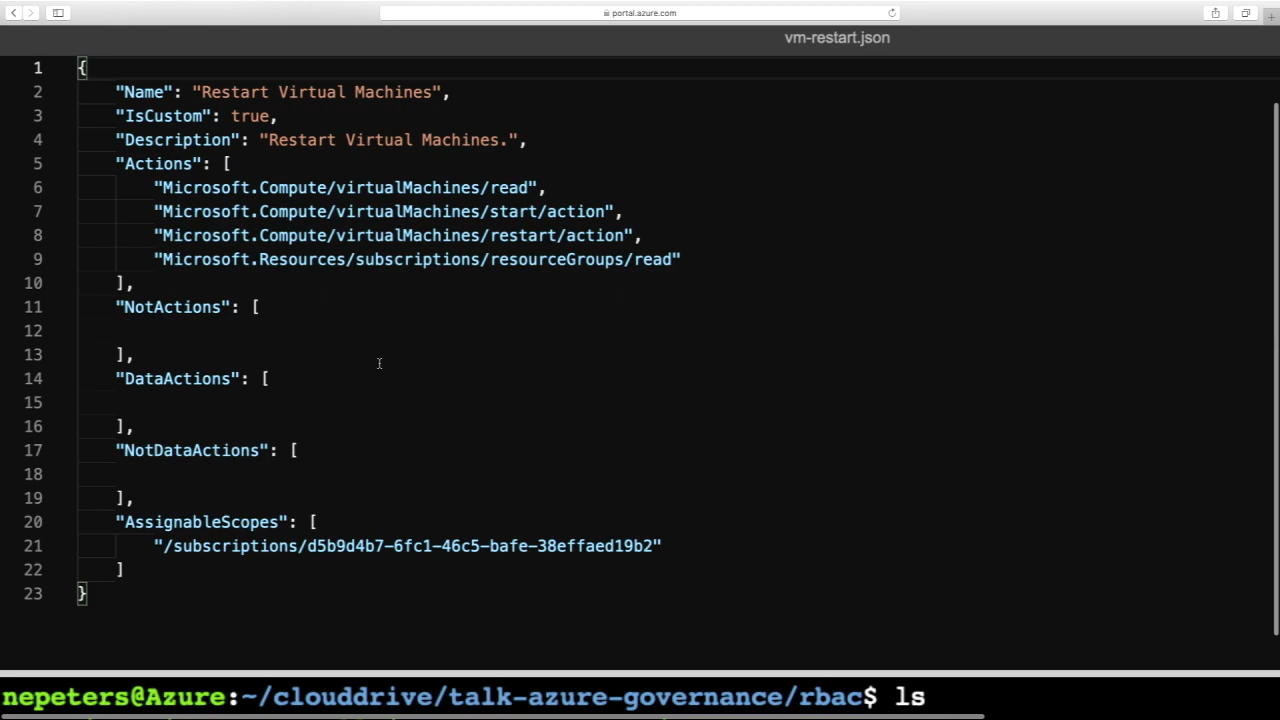 portal.azure.com
vm-restart.json
1 {
2 "Name": "Restart Virtual Machines",
3 "IsCustom": true,
4 "Description": "Restart Virtual Machines.",
5 "Actions": [
6 "Microsoft.Compute/virtualMachines/read",
7 "Microsoft.Compute/virtualMachines/start/action",
8 "Microsoft.Compute/virtualMachines/restart/action",
9 "Microsoft.Resources/subscriptions/resourceGroups/read"
10 ],
11 "NotActions": [
12
13 ],
14 "DataActions": [
15
16 ],
17 "NotDataActions": [
18
19 ],
20 "AssignableScopes": [
21 "/subscriptions/d5b9d4b7-6fc1-46c5-bafe-38effaed19b2"
22 ]
23 }
nepeters@Azure:~/clouddrive/talk-azure-governance/rbac$ ls